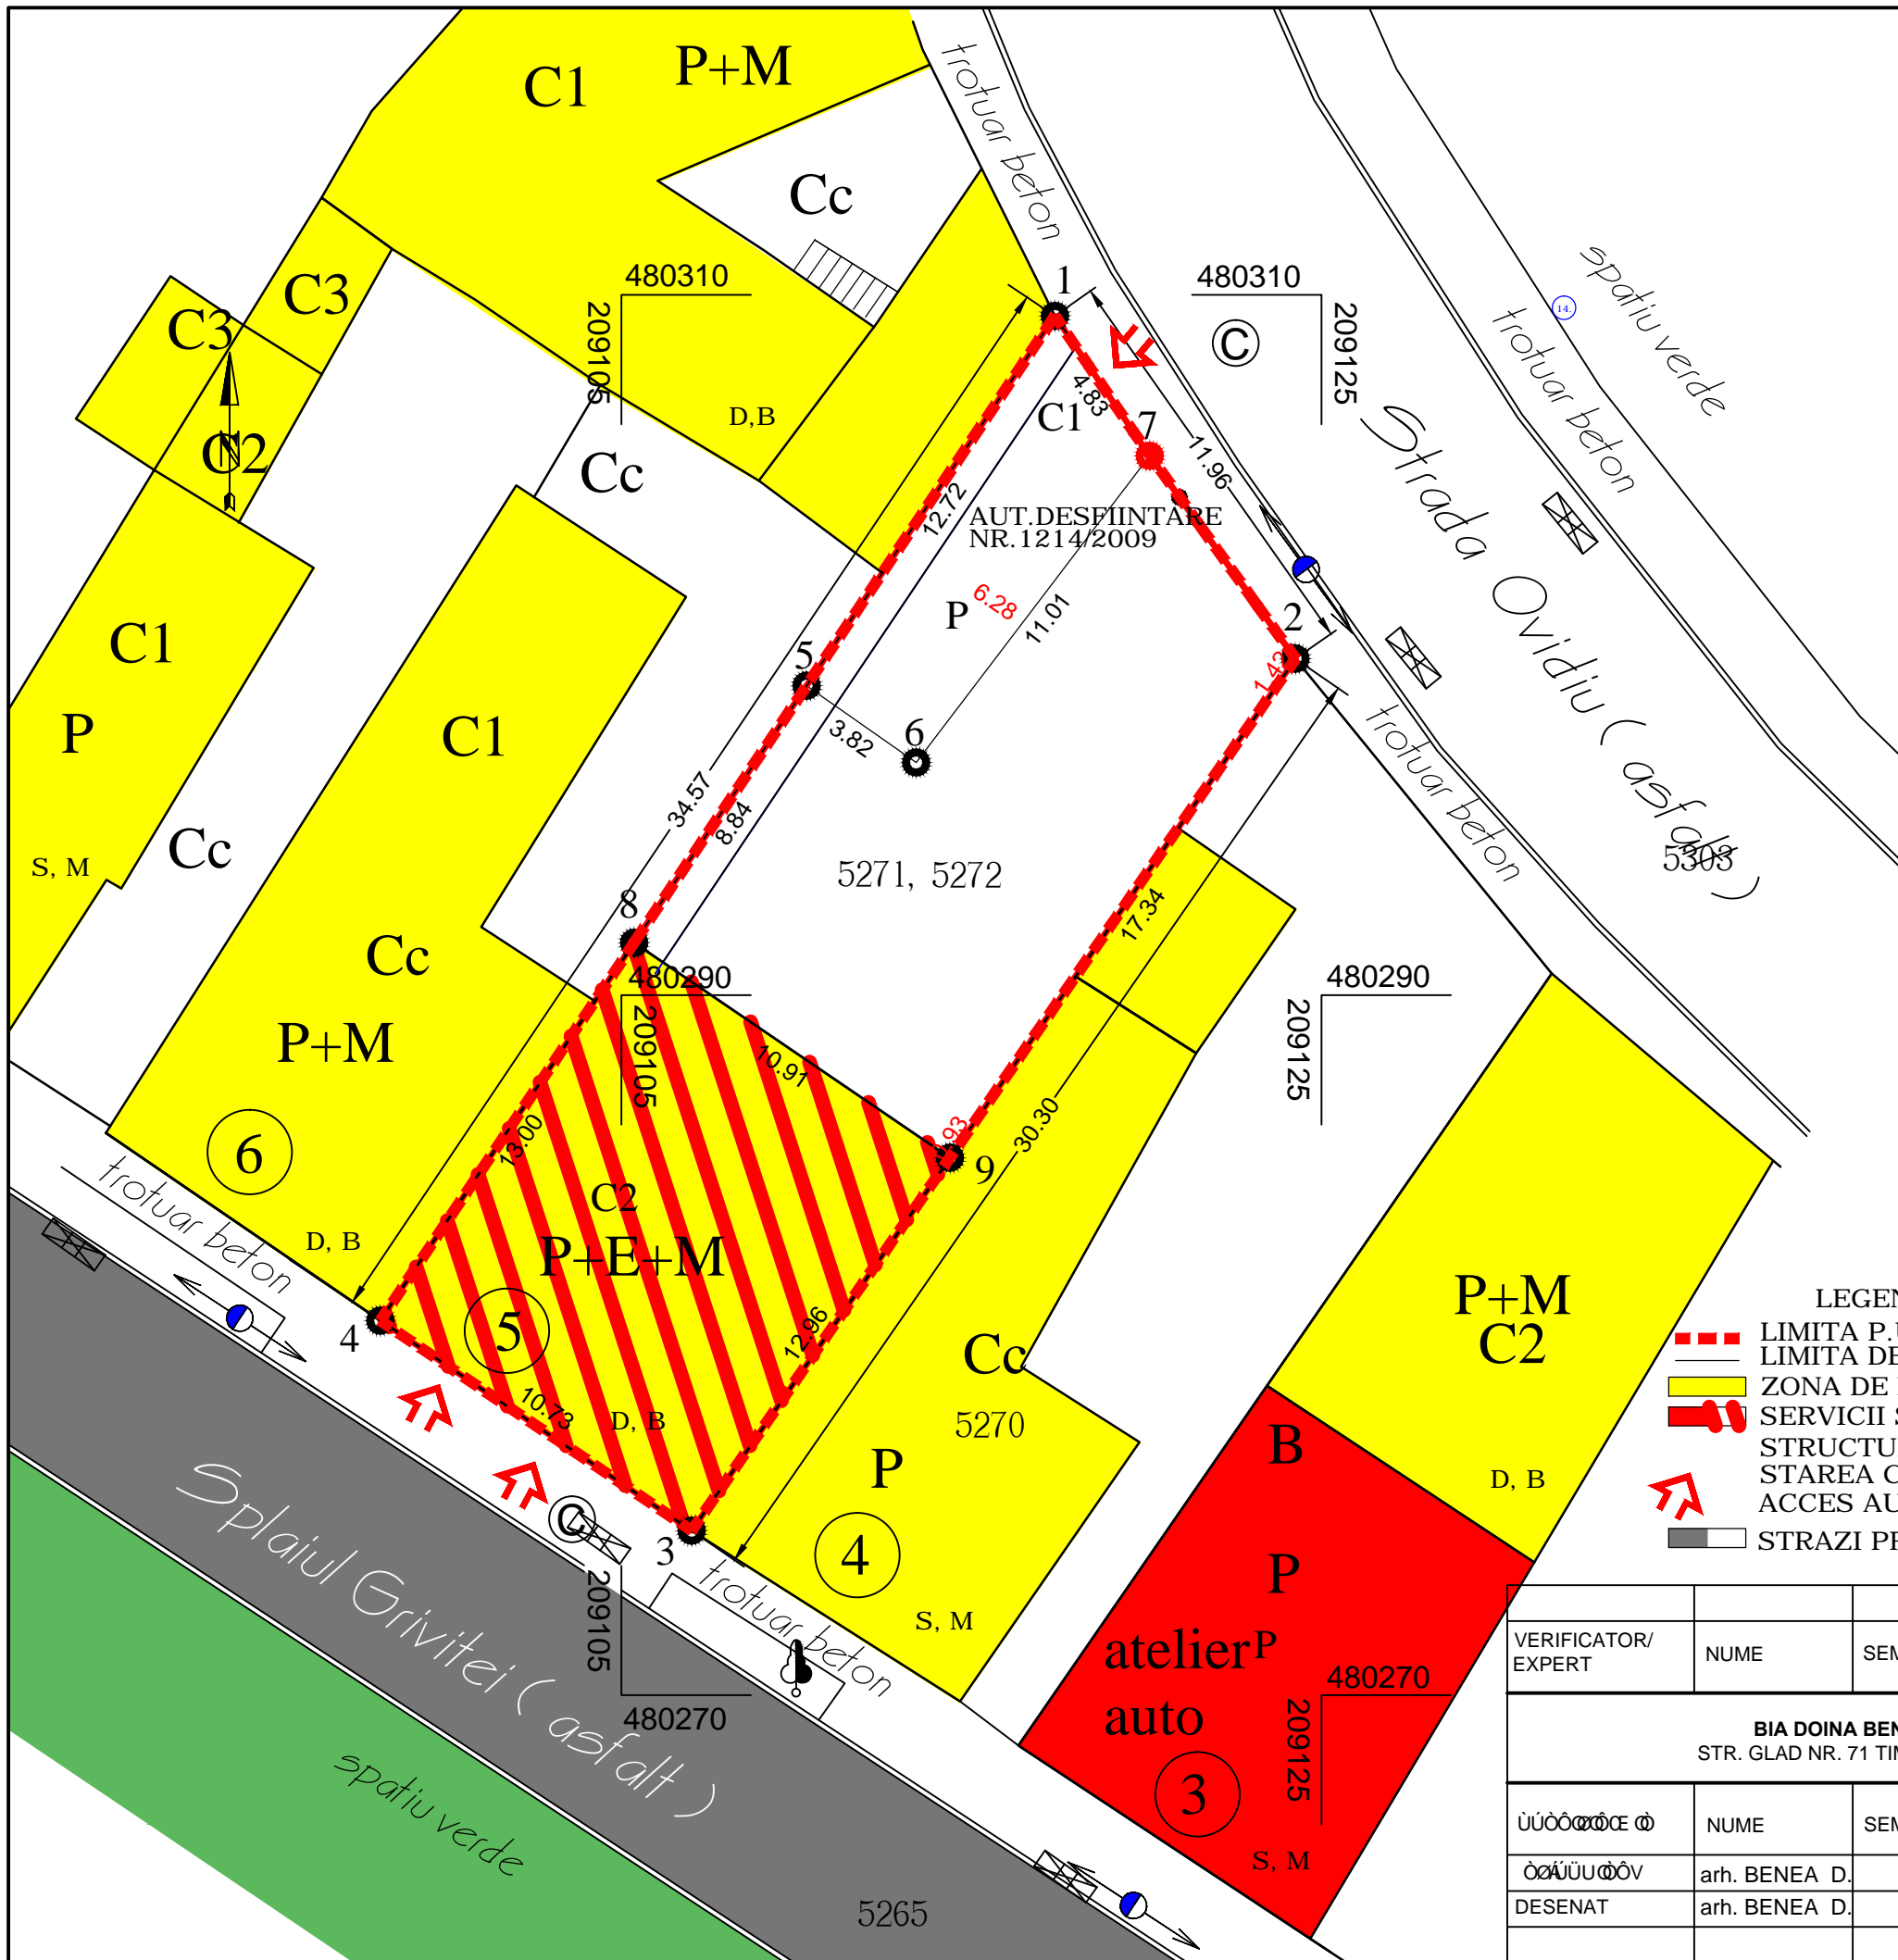 C1
P+M
Cc
trotuar beton
480310
209105
480310
209125
C
1
14.
spatiu verde
trotuar beton
C3
C3
C2
N
D,B
Cc
C1
4.83
7
11.96
12.72
AUT.DESFIINTARE
NR.1214/2009
P
6.28
11.01
2
1.43
Strada Ovidiu ( asfalt )
5303
trotuar beton
C1
P
S, M
Cc
C1
5
3.82
6
34.57
8.84
5271, 5272
8
17.34
Cc
P+M
6
D, B
trotuar beton
480290
209105
480290
209125
10.91
9
30.30
13.00
C2
P+E+M
5
12.96
10.73
D, B
4
3
C
Cc
5270
P
4
S, M
P+M
C2
D, B
B
P
atelier P
auto
3
S, M
trotuar beton
209105
480270
480270
209125
Splaiul Grivitei ( asfalt )
spatiu verde
5265
LEGEN
LIMITA P.U
LIMITA DE
ZONA DE
SERVICII S
STRUCTU
STAREA C
ACCES AU
STRAZI PR
VERIFICATOR/
EXPERT
NUME
SEM
BIA DOINA BEN
STR. GLAD NR. 71 TIM
NUME
SEM
arh. BENEA D.
DESENAT
arh. BENEA D.